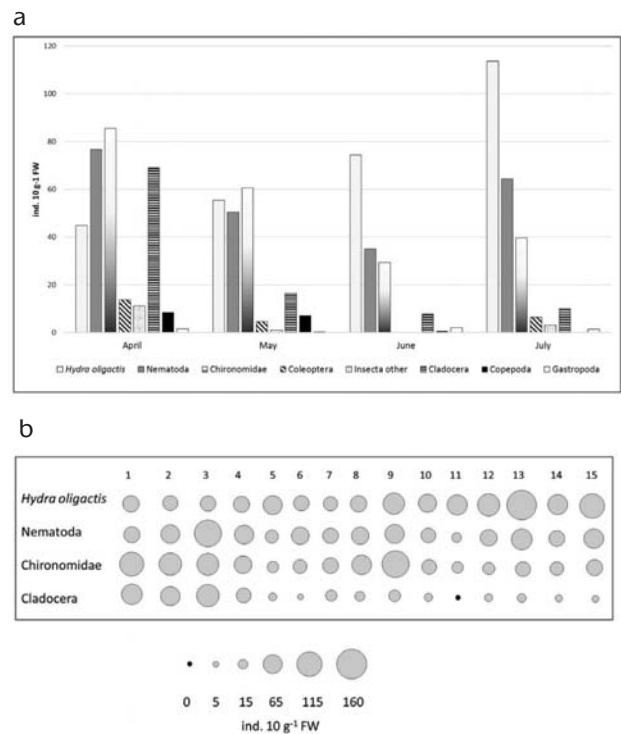 a
120
100
80
60
40
20
0
ind. 10 g-1 FW
April May June July
Hydra oligactis Nematoda Chironomidae Coleoptera Insecta other Cladocera Copepoda Gastropoda
b
1 2 3 4 5 6 7 8 9 10 11 12 13 14 15
Hydra oligactis
Nematoda
Chironomidae
Cladocera
0 5 15 65 115 160
ind. 10 g⁻¹ FW